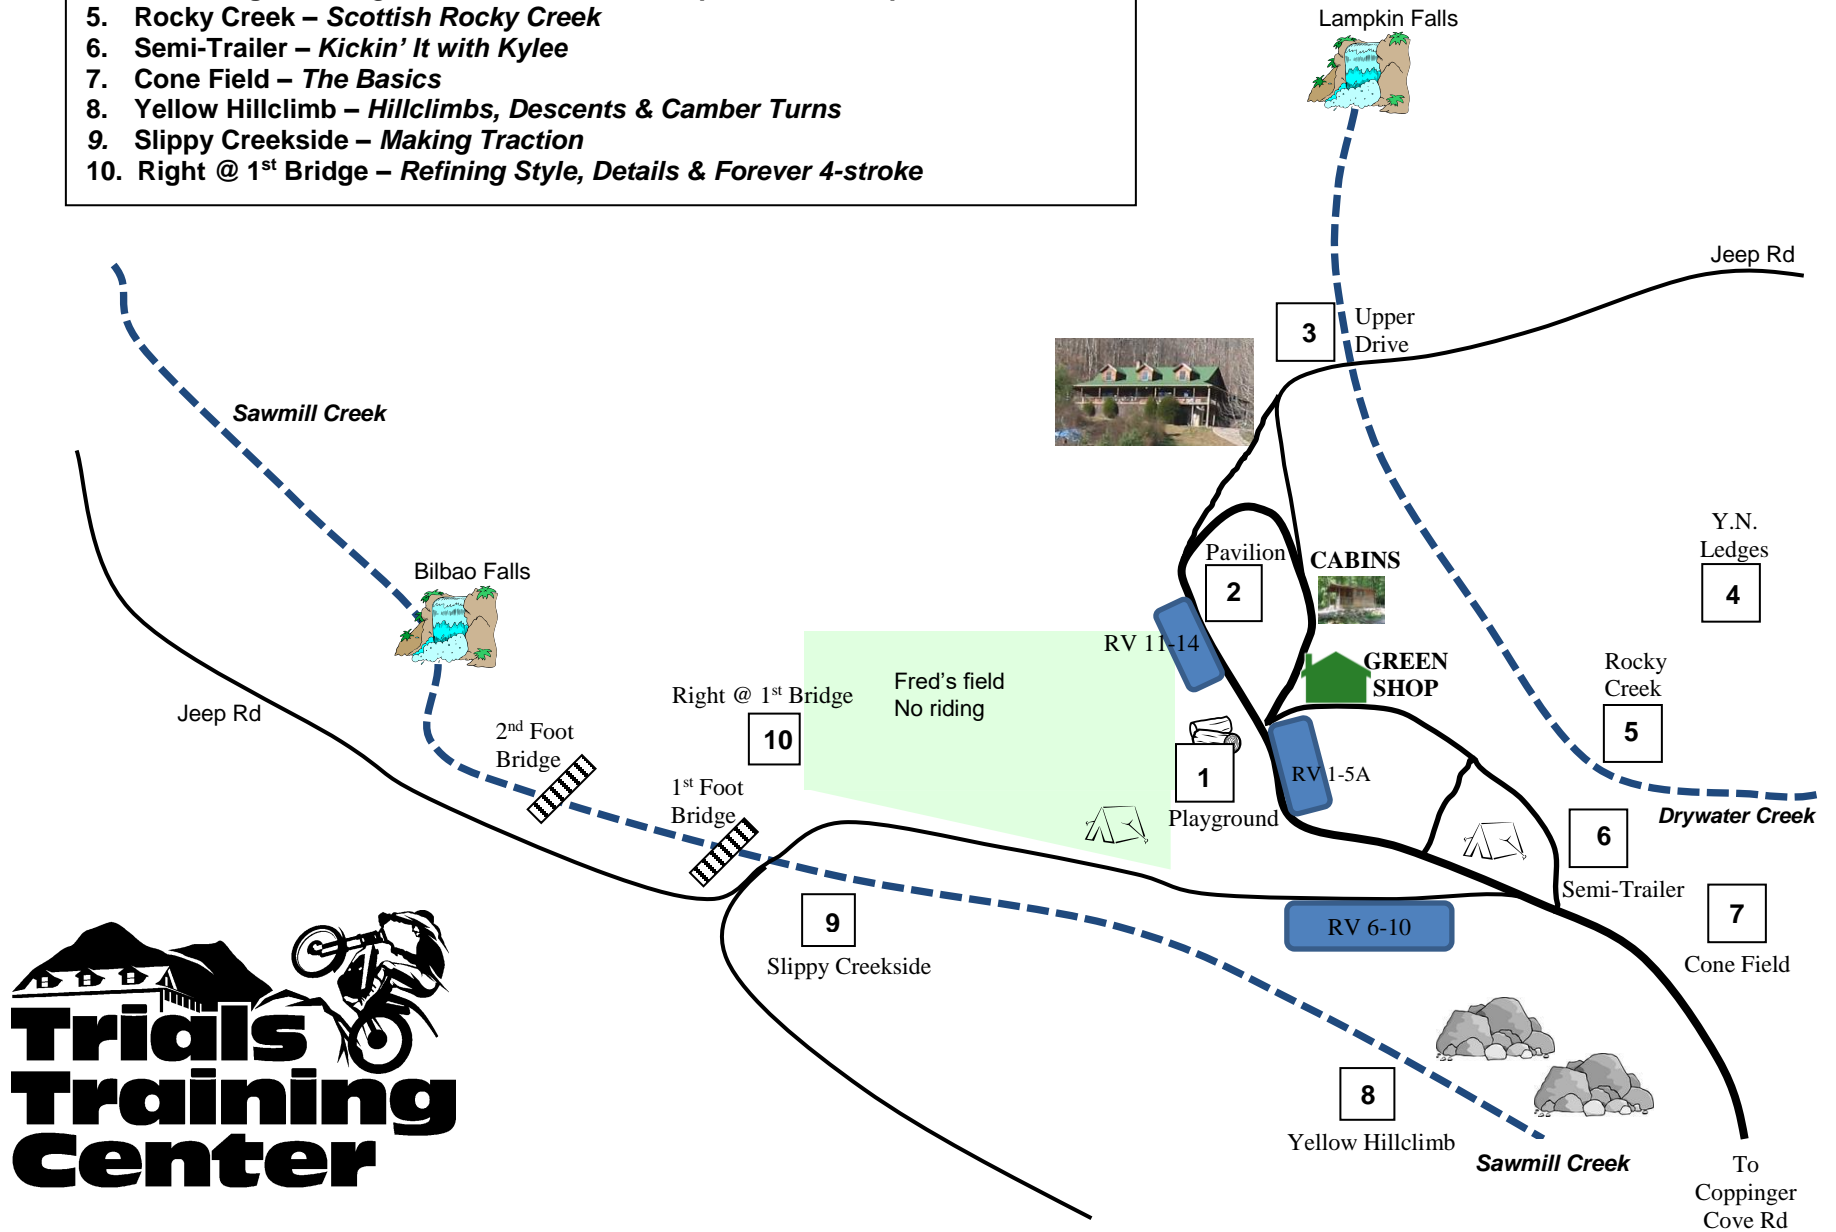 5. Rocky Creek – Scottish Rocky Creek
6. Semi-Trailer – Kickin’ It with Kylee
7. Cone Field – The Basics
8. Yellow Hillclimb – Hillclimbs, Descents & Camber Turns
9. Slippy Creekside – Making Traction
10. Right @ 1st Bridge – Refining Style, Details & Forever 4-stroke
Lampkin Falls
Jeep Rd
3
Upper
Drive
Sawmill Creek
Y.N.
Ledges
4
Pavilion
2
CABINS
Bilbao Falls
RV 11-14
GREEN
SHOP
Rocky
Creek
5
Fred’s field
No riding
Right @ 1st Bridge
10
Jeep Rd
2nd Foot
Bridge
1st Foot
Bridge
1
Playground
RV 1-5A
Drywater Creek
6
Semi-Trailer
7
Cone Field
RV 6-10
9
Slippy Creekside
8
Yellow Hillclimb
Sawmill Creek
To
Coppinger
Cove Rd
Trials
Training
Center